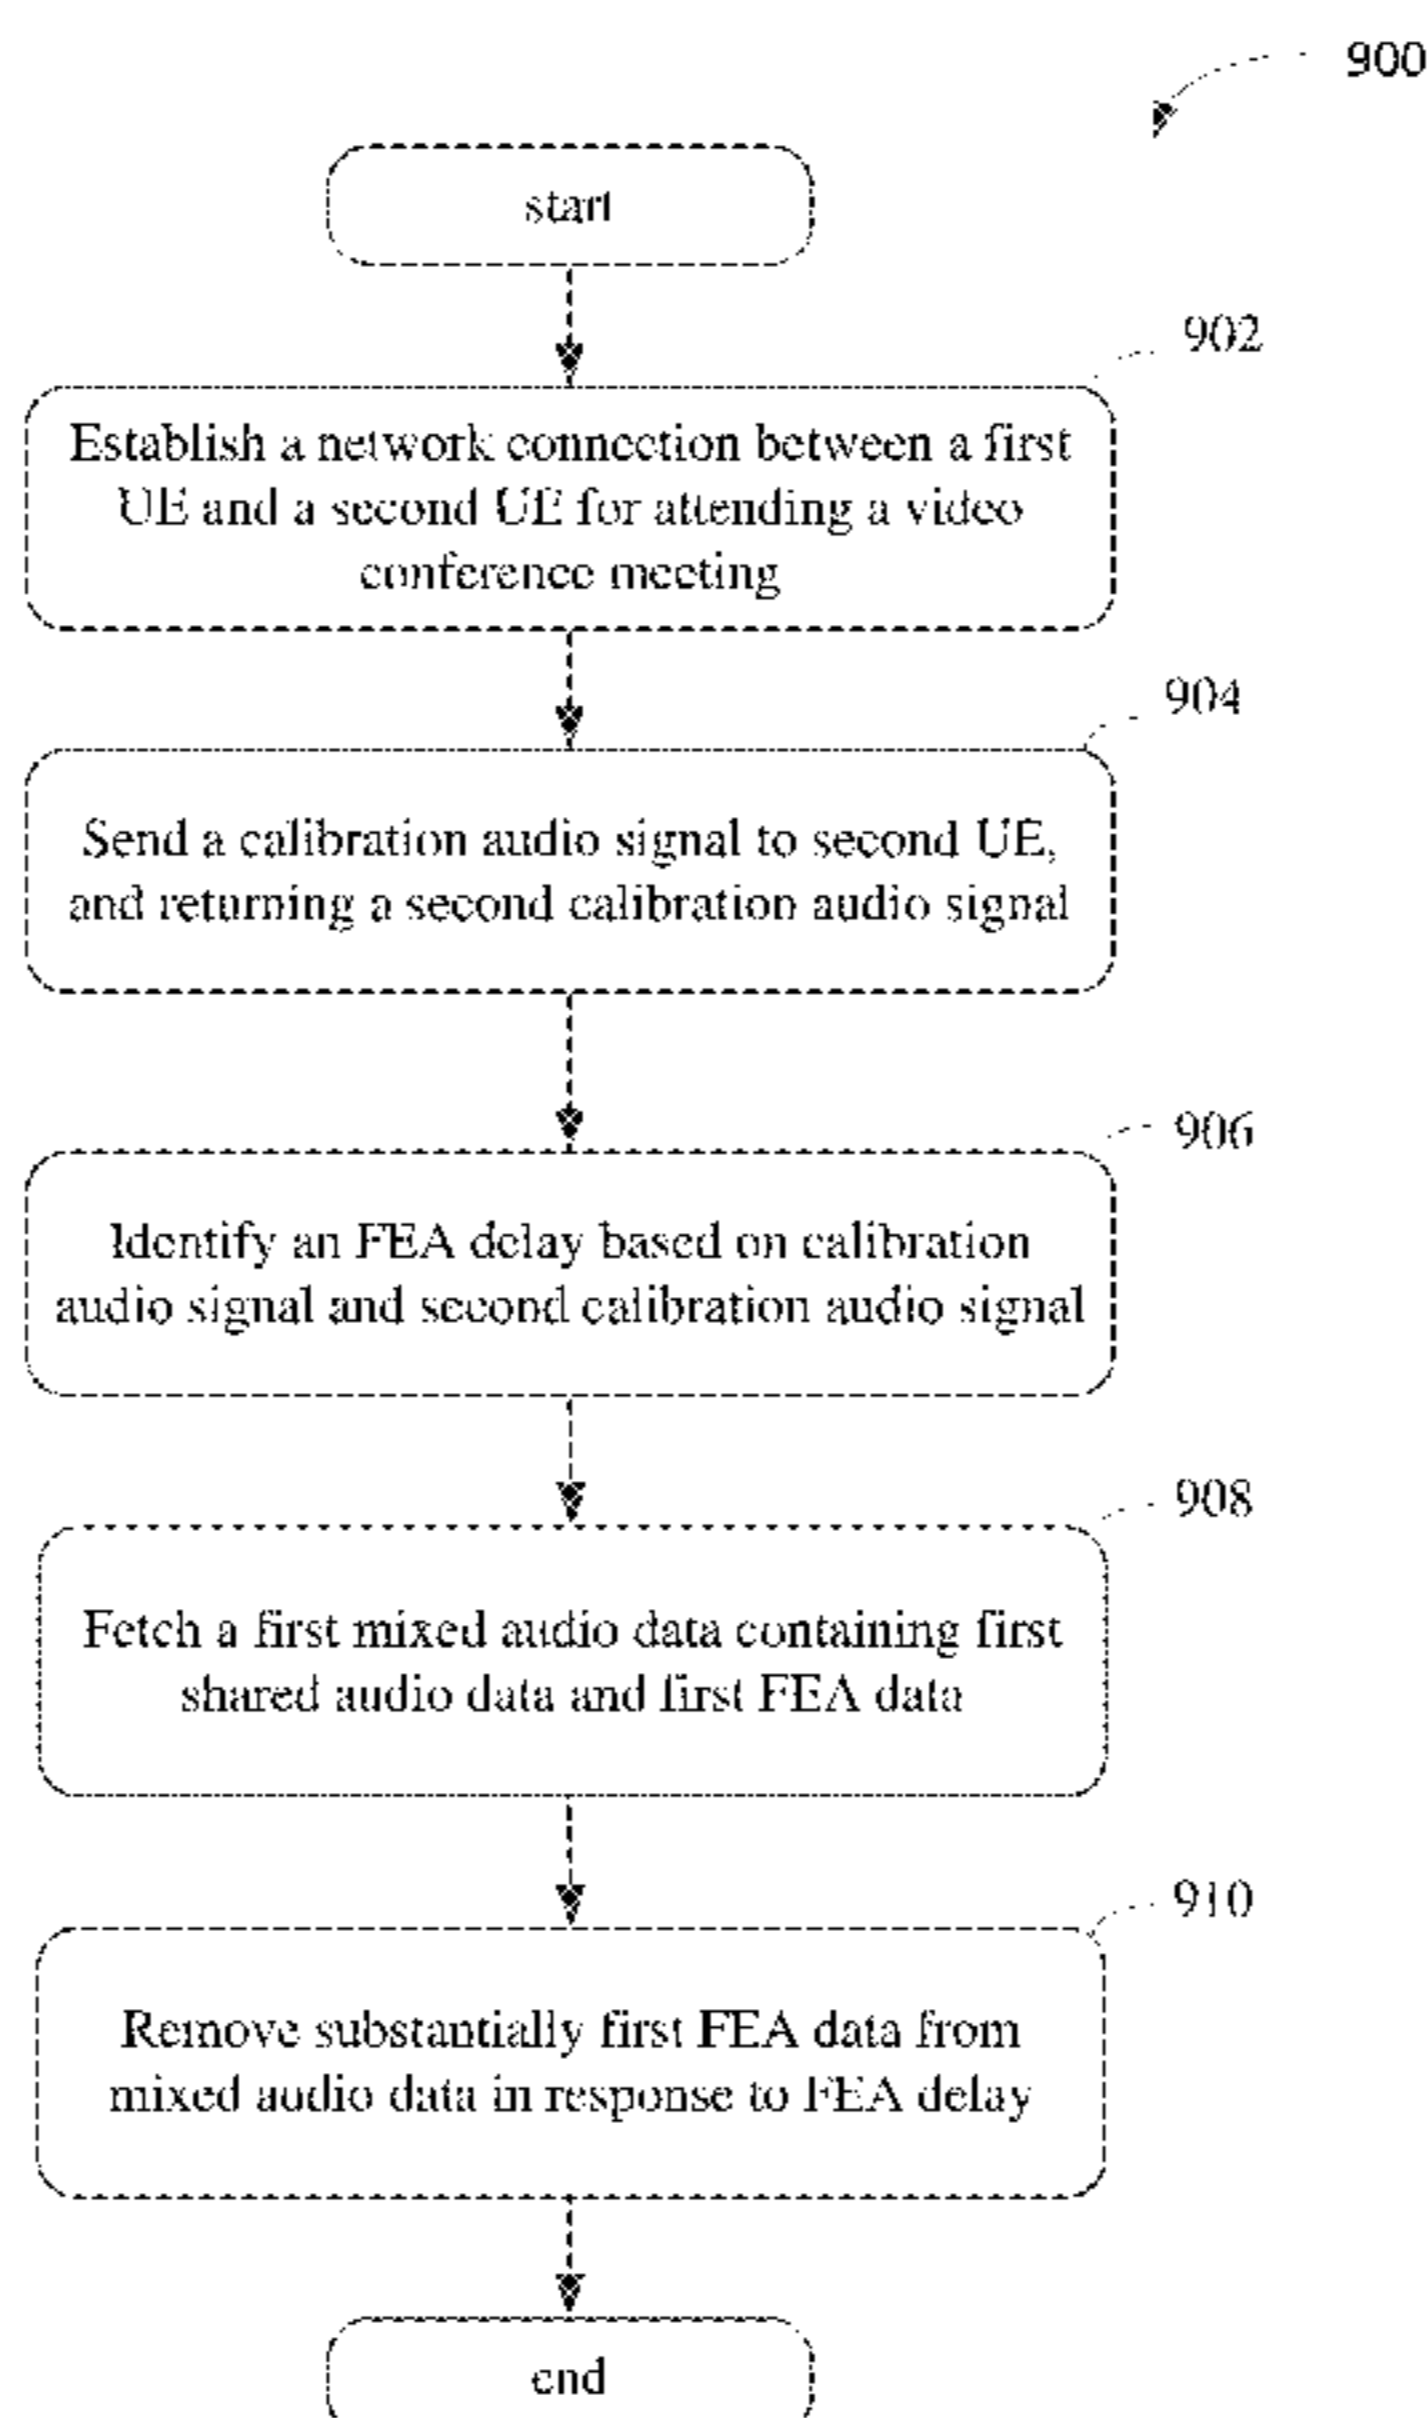 900
start
902
Establish a network connection between a first
UE and a second UE for attending a video
conference meeting
904
Send a calibration audio signal to second UE,
and returning a second calibration audio signal
906
Identify an FEA delay based on calibration
audio signal and second calibration audio signal
908
Fetch a first mixed audio data containing first
shared audio data and first FEA data
910
Remove substantially first FEA data from
mixed audio data in response to FEA delay
end